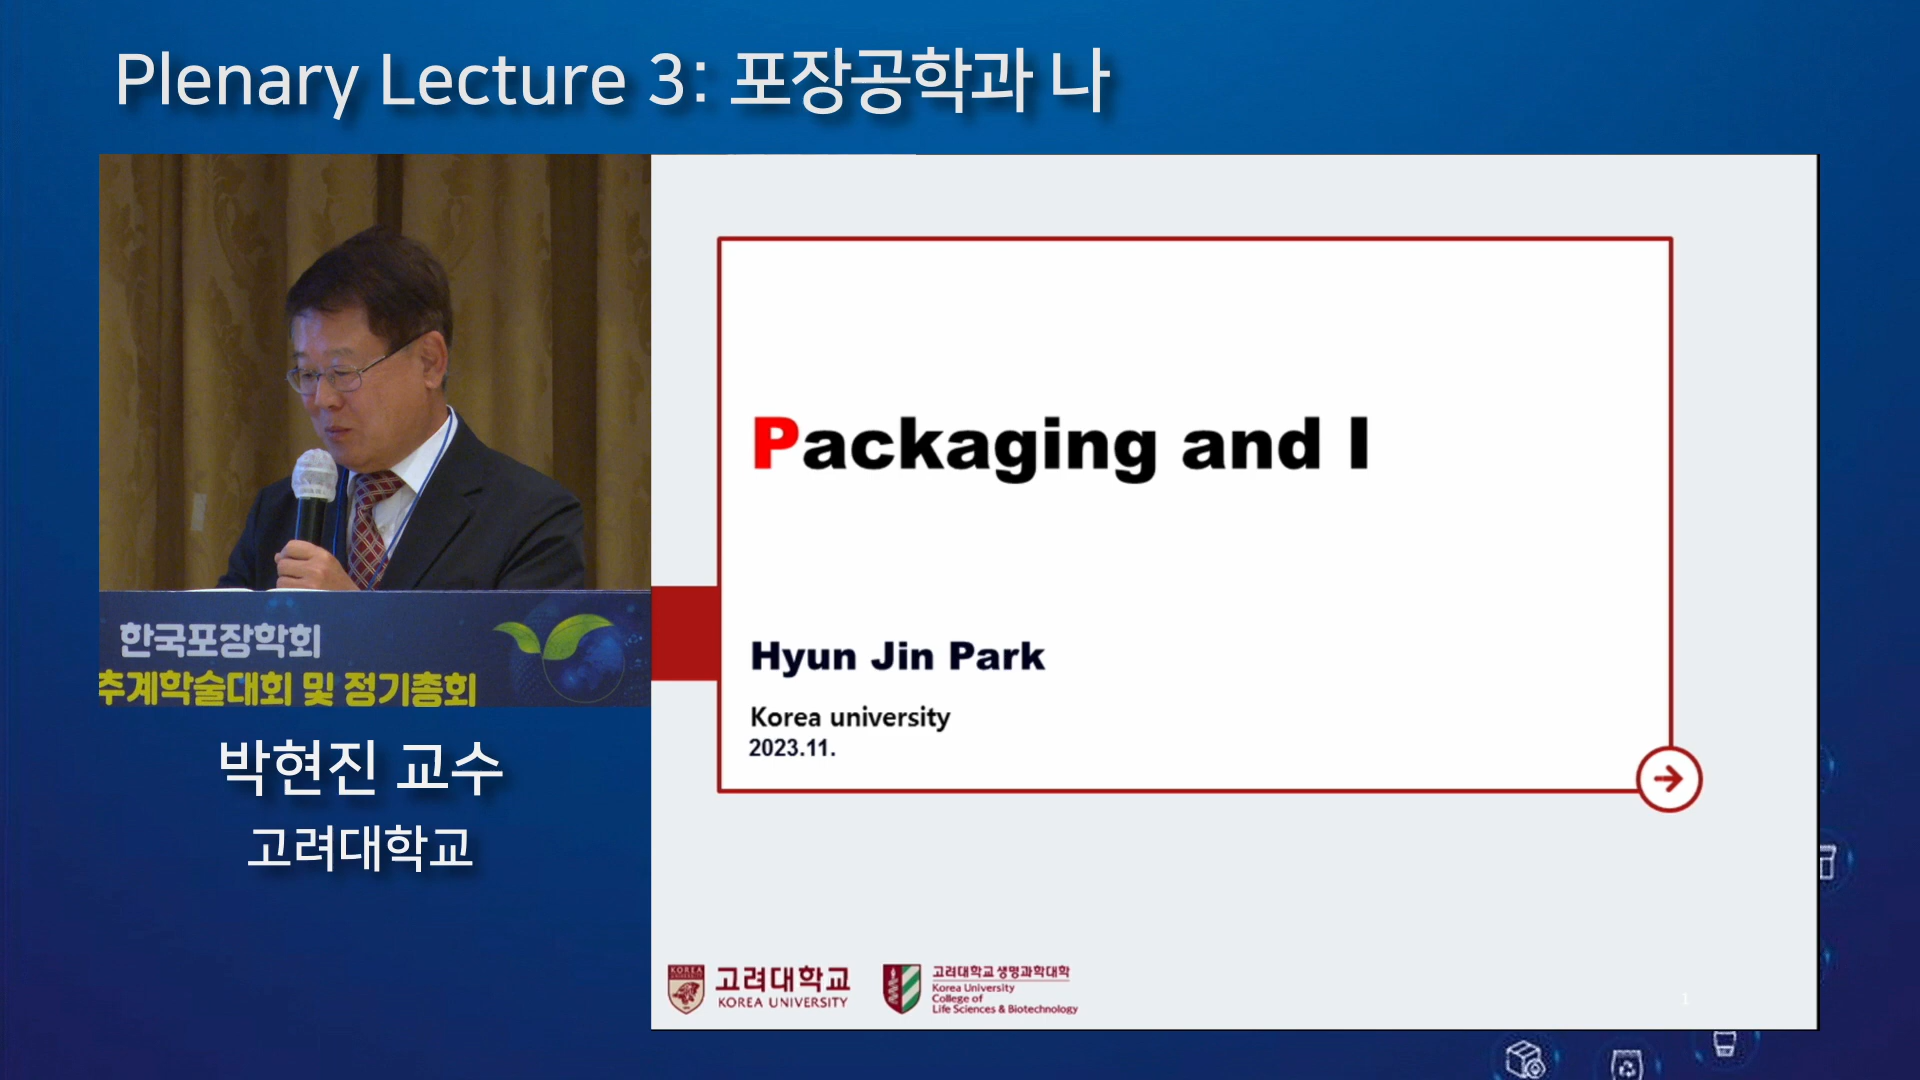 Plenary Lecture 3: 포장공학과 나
한국포장학회
추계학술대회 및 정기총회
박현진 교수
고려대학교
Packaging and I
Hyun Jin Park
Korea university
2023.11.
KOREA
고려대학교
KOREA UNIVERSITY
고려대학교 생명과학대학
Korea University
College of
Life Sciences & Biotechnology
1